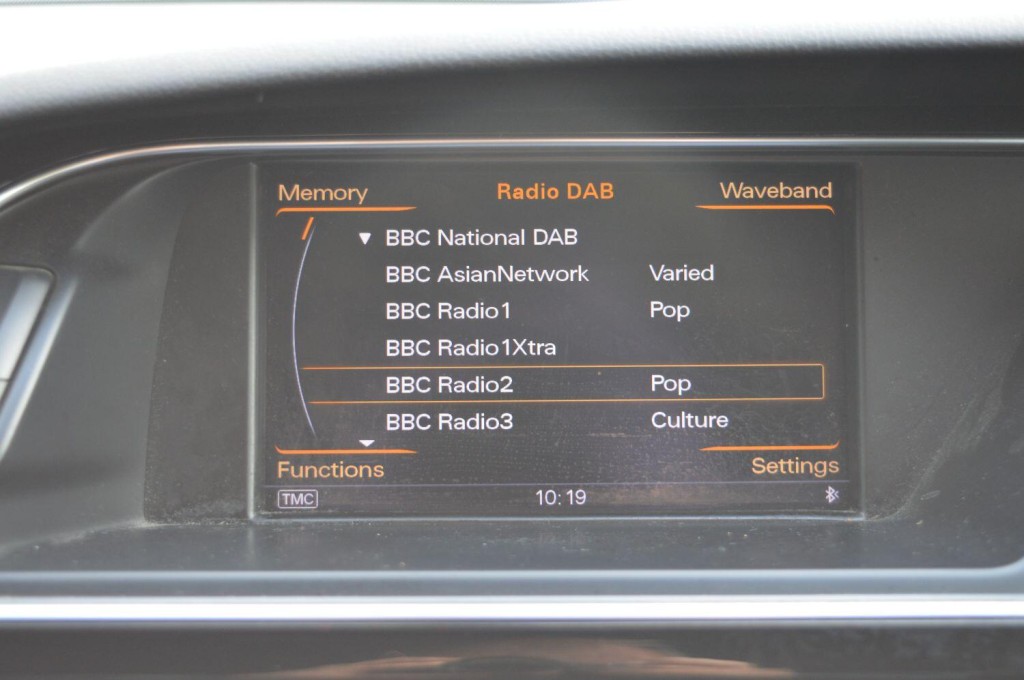 Memory Radio DAB Waveband
▼ BBC National DAB
BBC AsianNetwork Varied
BBC Radio1 Pop
BBC Radio1Xtra
BBC Radio2 Pop
BBC Radio3 Culture
Functions Settings
TMC 10:19